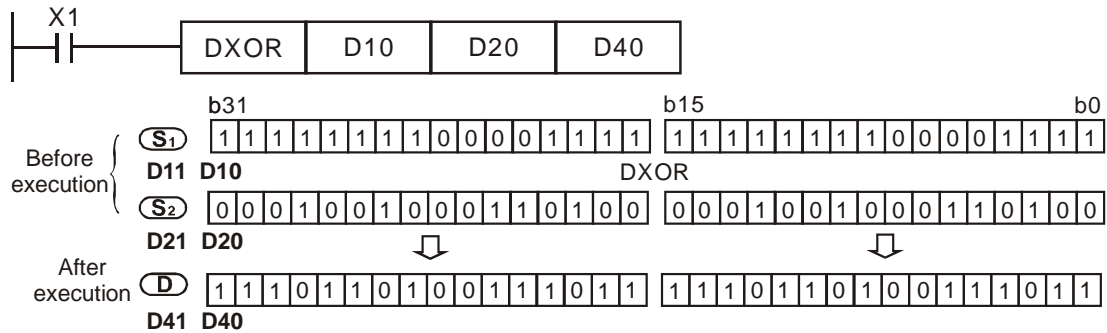 X1
DXOR D10 D20 D40
b31 b15 b0
S1 1 1 1 1 1 1 1 1 0 0 0 0 1 1 1 1 1 1 1 1 1 1 1 1 0 0 0 0 1 1 1 1
Before
execution
D11 D10 DXOR
S2 0 0 0 1 0 0 1 0 0 0 1 1 0 1 0 0 0 0 0 1 0 0 1 0 0 0 1 1 0 1 0 0
D21 D20
After
execution
D 1 1 1 0 1 1 0 1 0 0 1 1 1 0 1 1 1 1 1 0 1 1 0 1 0 0 1 1 1 0 1 1
D41 D40